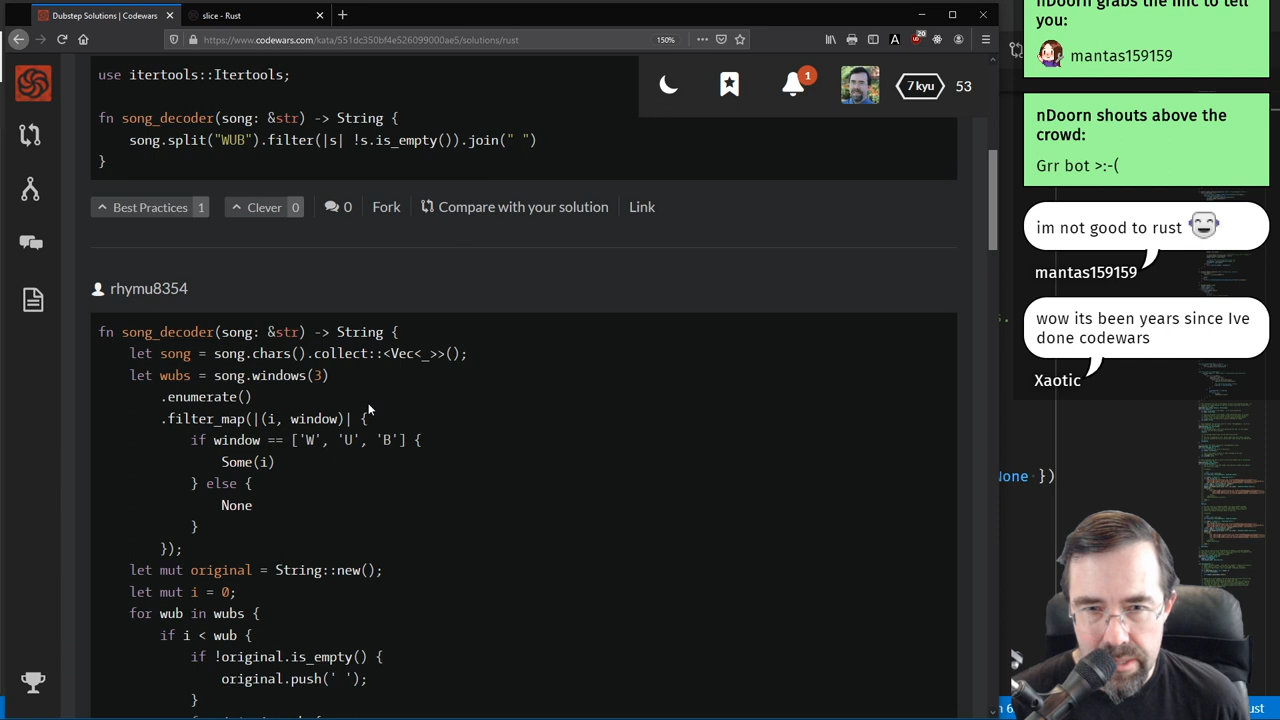 Dubstep Solutions | Codewars
slice - Rust
https://www.codewars.com/kata/551dc350bf4e526099000ae5/solutions/rust
150%
20
use itertools::Itertools;
fn song_decoder(song: &str) -> String {
song.split("WUB").filter(|s| !s.is_empty()).join(" ")
}
1
7 kyu
53
Best Practices 1
Clever 0
0
Fork
Compare with your solution
Link
rhymu8354
fn song_decoder(song: &str) -> String {
let song = song.chars().collect::<Vec<_>>();
let wubs = song.windows(3)
.enumerate()
.filter_map(|(i, window)| {
if window == ['W', 'U', 'B'] {
Some(i)
} else {
None
}
});
let mut original = String::new();
let mut i = 0;
for wub in wubs {
if i < wub {
if !original.is_empty() {
original.push(' ');
}
nDoorn grabs the mic to tell
you:
mantas159159
nDoorn shouts above the
crowd:
Grr bot >:-(
im not good to rust
mantas159159
wow its been years since Ive
done codewars
Xaotic
None })